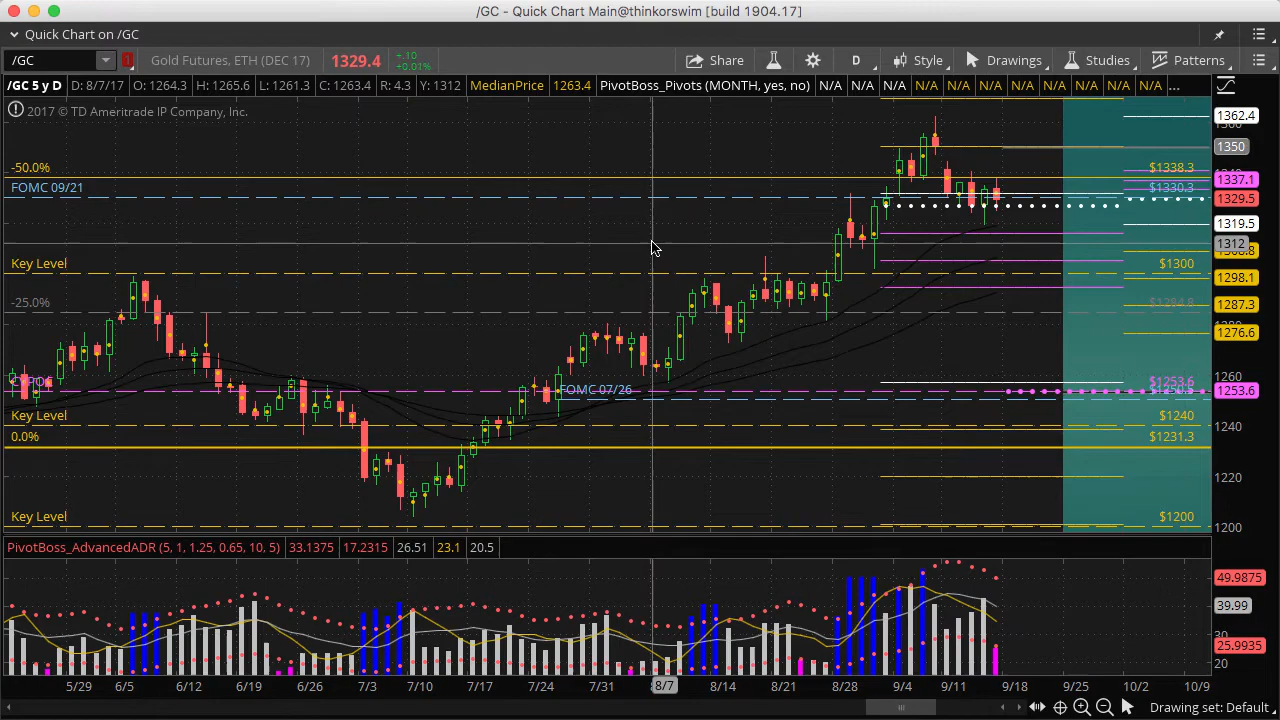 /GC - Quick Chart Main@thinkorswim [build 1904.17]
Quick Chart on /GC
/GC Gold Futures, ETH (DEC 17) 1329.4 +.10 +0.01% Share D Style Drawings Studies Patterns
/GC 5 y D D: 8/7/17 O: 1264.3 H: 1265.6 L: 1261.3 C: 1263.4 R: 4.3 Y: 1312 MedianPrice 1263.4 PivotBoss_Pivots (MONTH, yes, no) N/A N/A N/A N/A N/A N/A N/A N/A N/A N/A N/A ...
2017 © TD Ameritrade IP Company, Inc.
1362.4
1350
-50.0%
$1338.3
1337.1
FOMC 09/21
$1330.3
1329.5
1319.5
1312
Key Level
$1300
1298.1
-25.0%
$1284.8
1287.3
1276.6
1260
FOMC 07/26
$1253.6
1253.6
Key Level
$1240
1240
0.0%
$1231.3
1220
Key Level
$1200
1200
PivotBoss_AdvancedADR (5, 1, 1.25, 0.65, 10, 5) 33.1375 17.2315 26.51 23.1 20.5
49.9875
39.99
30
25.9935
20
5/29 6/5 6/12 6/19 6/26 7/3 7/10 7/17 7/24 7/31 8/7 8/14 8/21 8/28 9/4 9/11 9/18 9/25 10/2 10/9
Drawing set: Default